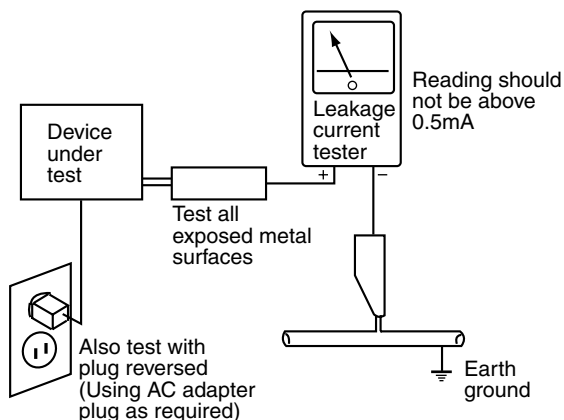 Device
under
test
Leakage
current
tester
+
−
Reading should
not be above
0.5mA
Test all
exposed metal
surfaces
Also test with
plug reversed
(Using AC adapter
plug as required)
Earth
ground